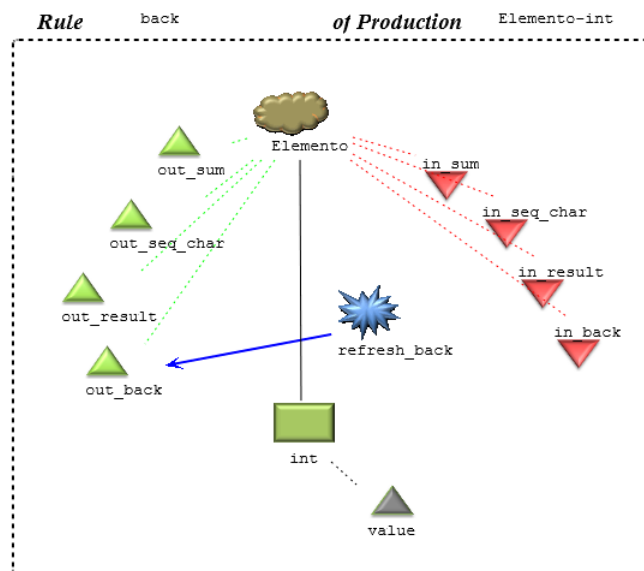 Rule back of Production Elemento-int
Elemento
out_sum
in_sum
out_seq_char
in_seq_char
out_result
in_result
out_back
refresh_back
in_back
int
value